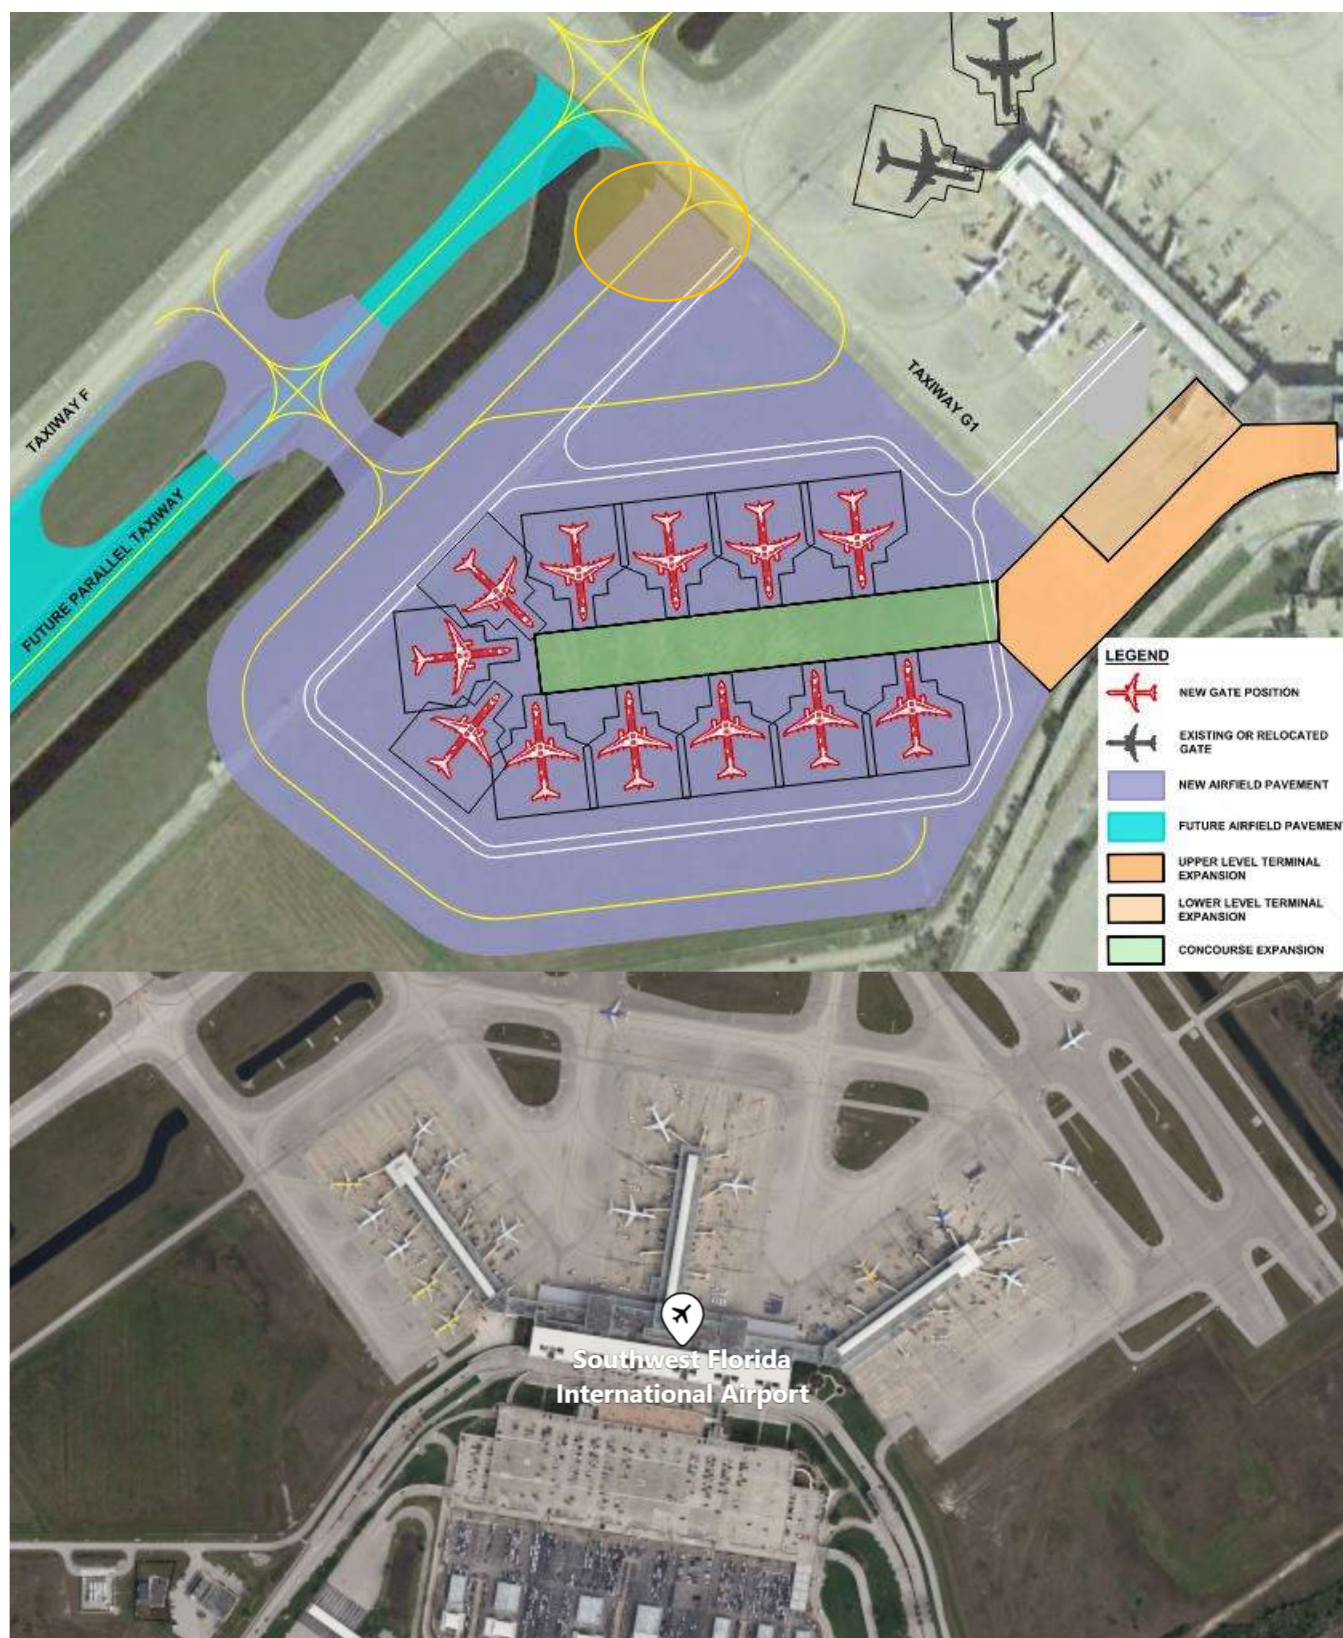 TAXIWAY F
TAXIWAY G1
FUTURE PARALLEL TAXIWAY
LEGEND
NEW GATE POSITION
EXISTING OR RELOCATED
GATE
NEW AIRFIELD PAVEMENT
FUTURE AIRFIELD PAVEMEN
UPPER LEVEL TERMINAL
EXPANSION
LOWER LEVEL TERMINAL
EXPANSION
CONCOURSE EXPANSION
Southwest Florida
International Airport